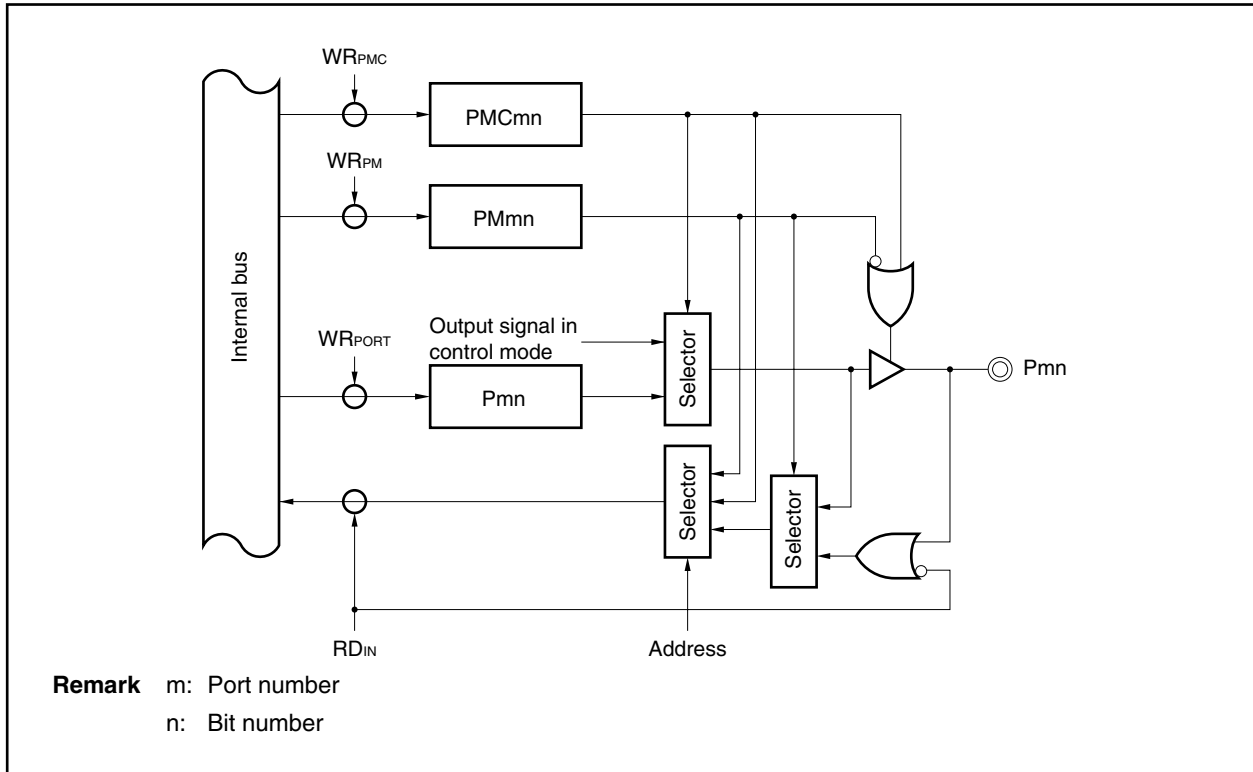 WRPMC
PMCmn
WRPM
PMmn
Internal bus
Output signal in
control mode
WRPORT
Pmn
Selector
Pmn
Selector
Selector
RDIN
Address
Remark m: Port number
n: Bit number